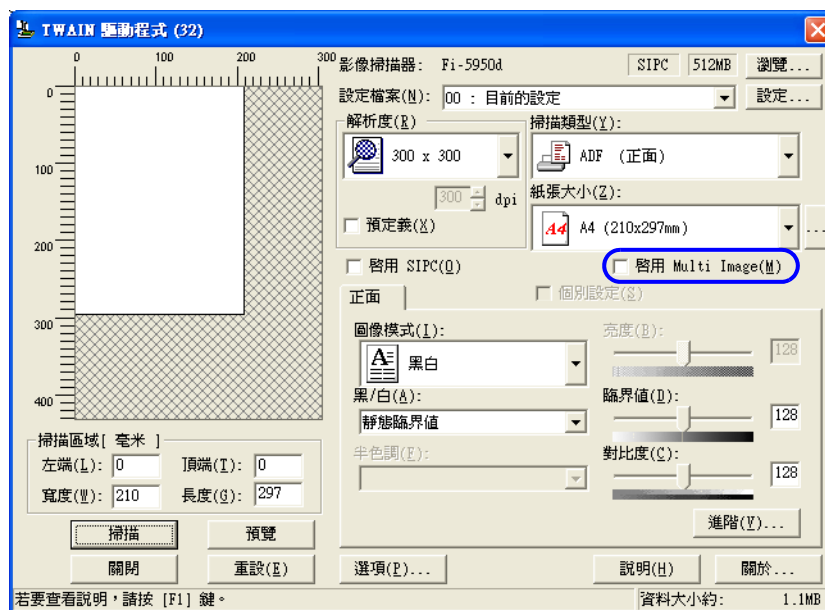 TWAIN 驅動程式 (32)
0 100 200 300
0
100
200
300
400
影像掃描器: Fi-5950d SIPC 512MB 瀏覽...
設定檔案(N): 00 : 目前的設定 設定...
解析度(R)
300 x 300
300 dpi
預定義(X)
掃描類型(Y):
ADF (正面)
紙張大小(Z):
A4 A4 (210x297mm) ...
啓用 SIPC(Q) 啓用 Multi Image(M)
正面 個別設定(S)
圖像模式(I):
A 黑白
黑/白(A):
靜態臨界值
半色調(F):
亮度(B):
128
臨界值(D):
128
對比度(C):
128
進階(V)...
掃描區域[ 毫米 ]
左端(L): 0 頂端(T): 0
寬度(W): 210 長度(G): 297
掃描 預覽
關閉 重設(E) 選項(P)... 說明(H) 關於...
若要查看說明，請按 [F1] 鍵。 資料大小約: 1.1MB